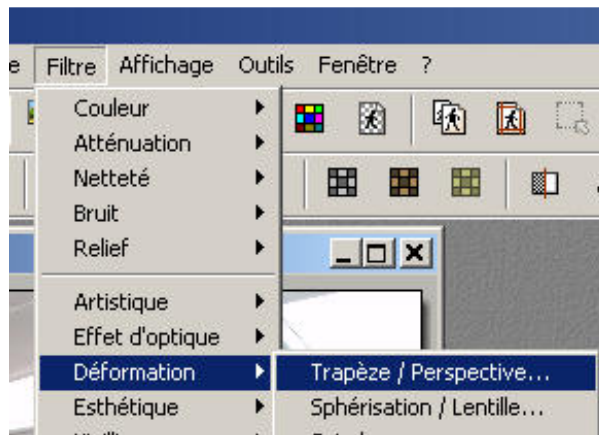 Filtre Affichage Outils Fenêtre ?
Couleur
Atténuation
Netteté
Bruit
Relief
Artistique
Effet d'optique
Déformation
Trapèze / Perspective...
Esthétique
Sphérisation / Lentille...